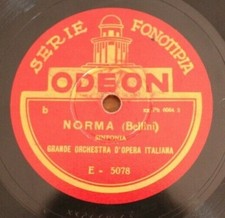 SERIE FONOTIPIA
ODEON
b
NORMA (Bellini)
SINFONIA
GRANDE ORCHESTRA D'OPERA ITALIANA
E - 5078